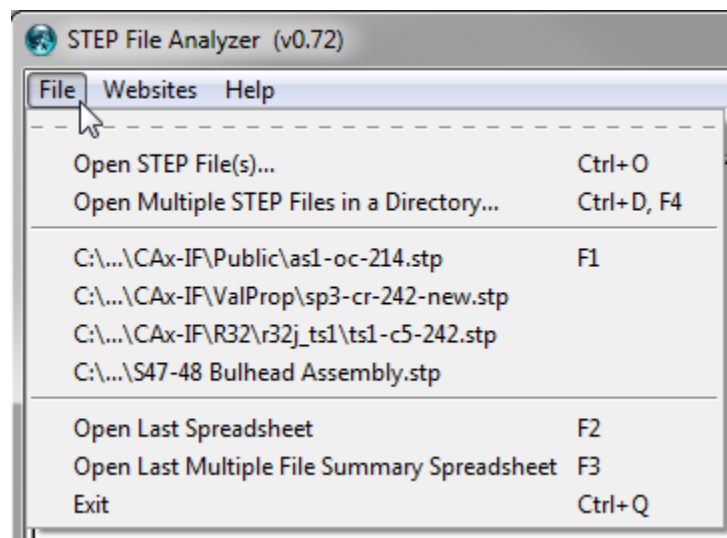 STEP File Analyzer (v0.72)
File Websites Help
Open STEP File(s)... Ctrl+O
Open Multiple STEP Files in a Directory... Ctrl+D, F4
C:\...\CAx-IF\Public\as1-oc-214.stp F1
C:\...\CAx-IF\ValProp\sp3-cr-242-new.stp
C:\...\CAx-IF\R32\r32j_ts1\ts1-c5-242.stp
C:\...\S47-48 Bulhead Assembly.stp
Open Last Spreadsheet F2
Open Last Multiple File Summary Spreadsheet F3
Exit Ctrl+Q